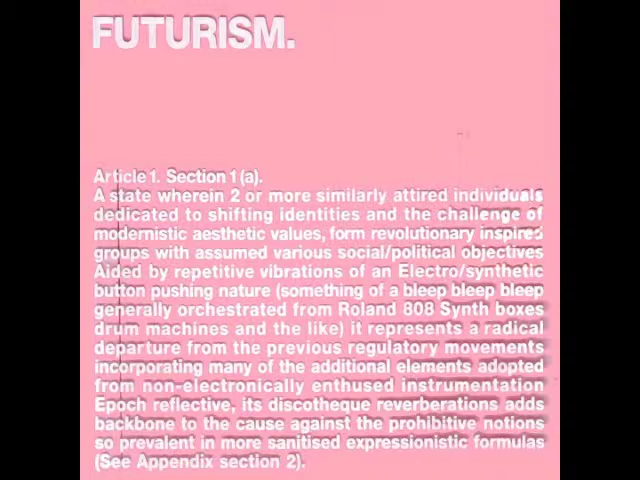 FUTURISM.
Article 1. Section 1 (a).
A state wherein 2 or more similarly attired individuals
dedicated to shifting identities and the challenge of
modernistic aesthetic values, form revolutionary inspired
groups with assumed various social/political objectives
Aided by repetitive vibrations of an Electro/synthetic
button pushing nature (something of a bleep bleep bleep
generally orchestrated from Roland 808 Synth boxes
drum machines and the like) it represents a radical
departure from the previous regulatory movements
incorporating many of the additional elements adopted
from non-electronically enthused instrumentation
Epoch reflective, its discotheque reverberations adds
backbone to the cause against the prohibitive notions
so prevalent in more sanitised expressionistic formulas
(See Appendix section 2).